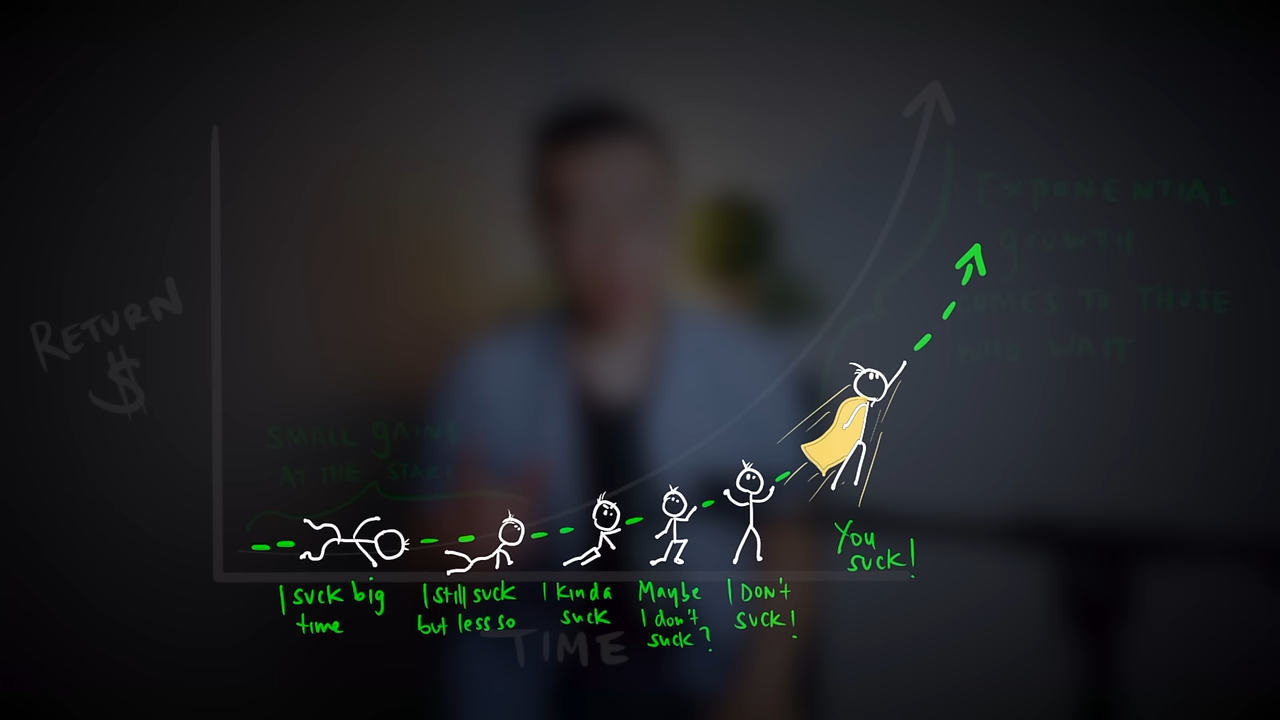 RETURN
$
SMALL GAINS
AT THE START
EXPONENTIAL
GROWTH
COMES TO THOSE
WHO WAIT
I suck big
time
I still suck
but less so
I kinda
suck
Maybe
I don't
suck?
I DON'T
SUCK!
You
suck!
TIME